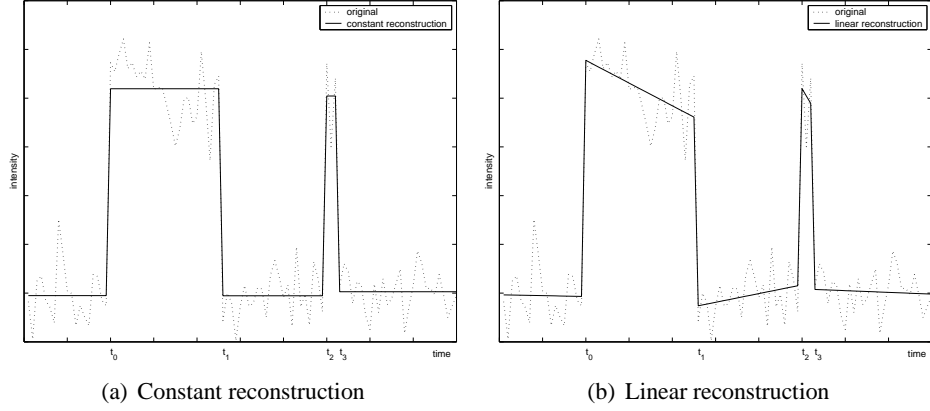 original
constant reconstruction
intensity
t0
t1
t2
t3
time
(a) Constant reconstruction
original
linear reconstruction
intensity
t0
t1
t2
t3
time
(b) Linear reconstruction